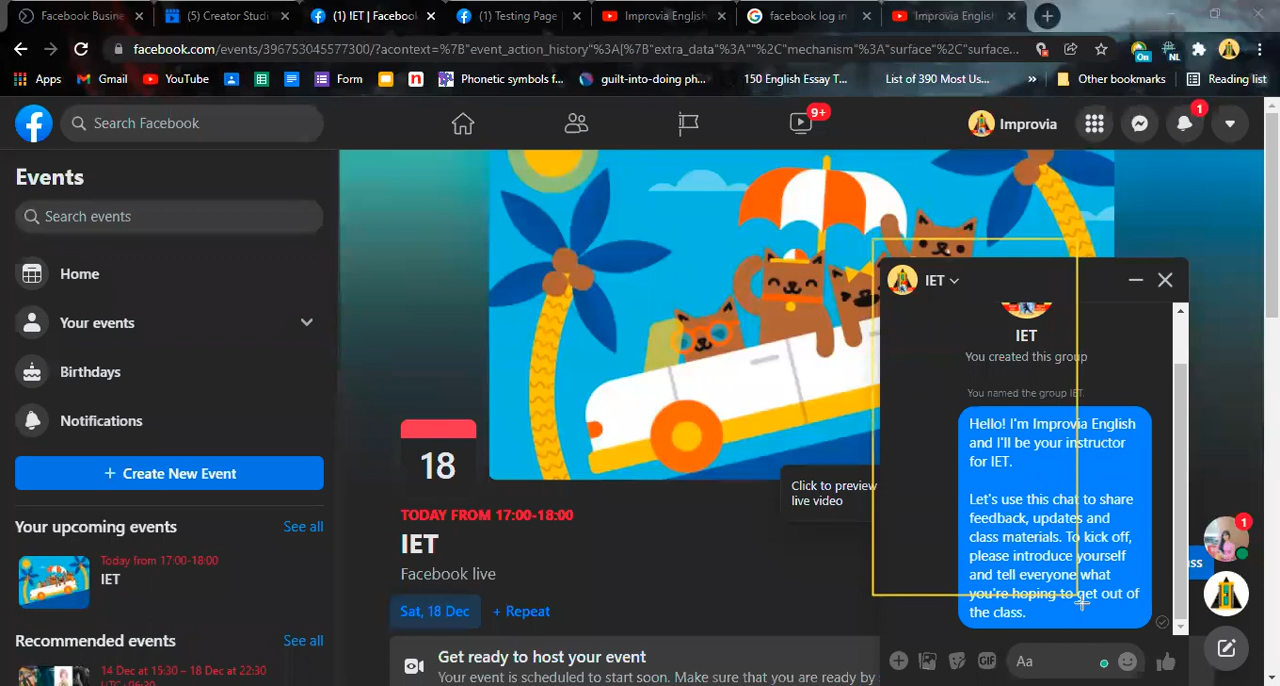 Facebook Busine
(5) Creator Studi
(1) IET | Faceboo
(1) Testing Page
Improvia English
facebook log in
Improvia English
facebook.com/events/396753045577300/?acontext=%7B"event_action_history"%3A[%7B"extra_data"%3A""%2C"mechanism"%3A"surface"%2C"surface...
Apps
Gmail
YouTube
Form
Phonetic symbols f...
guilt-into-doing ph...
150 English Essay T...
List of 390 Most Us...
»
Other bookmarks
Reading list
On
NL
Search Facebook
9+
Improvia
1
Events
Search events
Home
Your events
Birthdays
Notifications
+ Create New Event
Your upcoming events
See all
Today from 17:00-18:00
IET
Recommended events
See all
14 Dec at 15:30 – 18 Dec at 22:30
18
TODAY FROM 17:00-18:00
IET
Facebook live
Sat, 18 Dec
+ Repeat
Get ready to host your event
Your event is scheduled to start soon. Make sure that you are ready by
Click to preview
live video
IET
IET
You created this group
You named the group IET.
Hello! I'm Improvia English
and I'll be your instructor
for IET.
Let's use this chat to share
feedback, updates and
class materials. To kick off,
please introduce yourself
and tell everyone what
you're hoping to get out of
the class.
GIF
Aa
1
ss